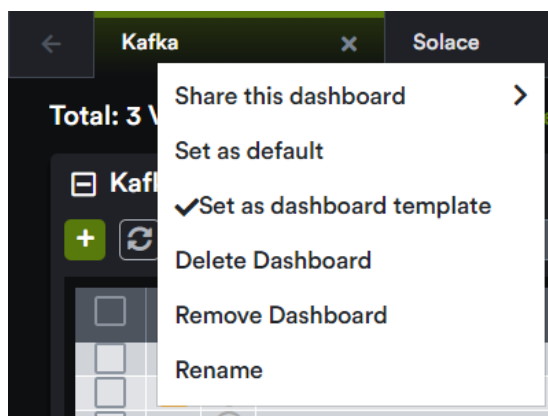 Kafka
Solace
Total: 3
Share this dashboard
Set as default
Kaf
Set as dashboard template
Delete Dashboard
Remove Dashboard
Rename